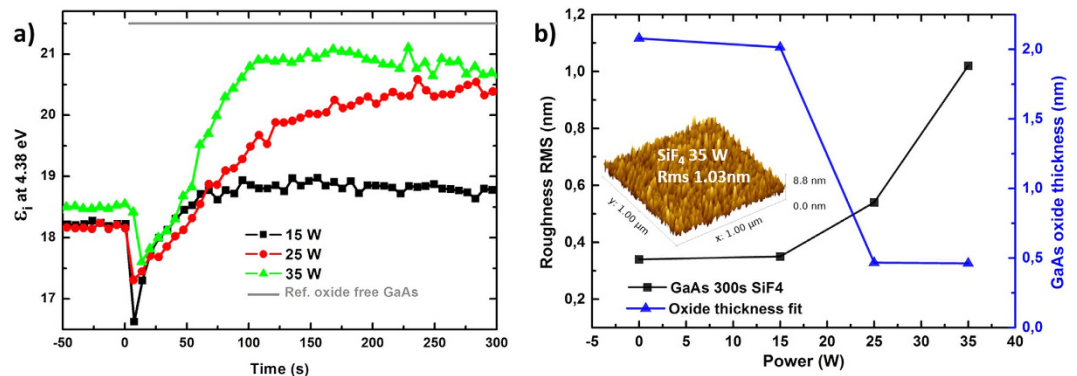 a)
ε_i at 4.38 eV
21
20
19
18
17
16
-50
0
50
100
150
200
250
300
Time (s)
15 W
25 W
35 W
Ref. oxide free GaAs
b)
Roughness RMS (nm)
1,2
1,0
0,8
0,6
0,4
0,2
0,0
-5
0
5
10
15
20
25
30
35
40
Power (W)
GaAs oxide thickness (nm)
2,0
1,5
1,0
0,5
0,0
SiF₄ 35 W
Rms 1.03nm
8.8 nm
0.0 nm
y: 1.00 µm
x: 1.00 µm
GaAs 300s SiF4
Oxide thickness fit